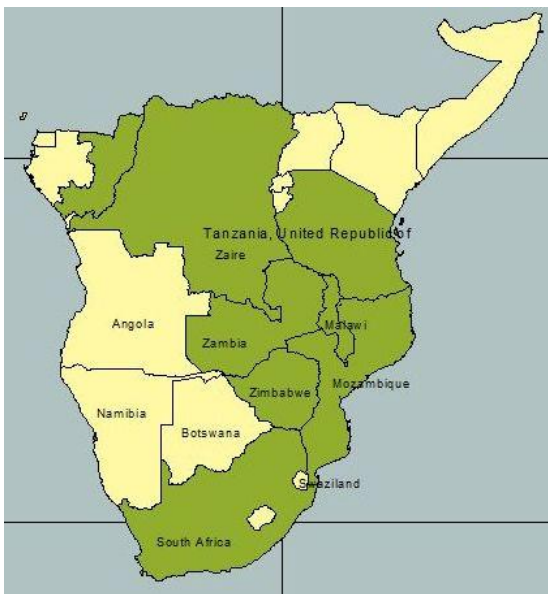 Tanzania, United Republic of
Zaire
Angola
Malawi
Zambia
Mozambique
Zimbabwe
Namibia
Botswana
Swaziland
South Africa